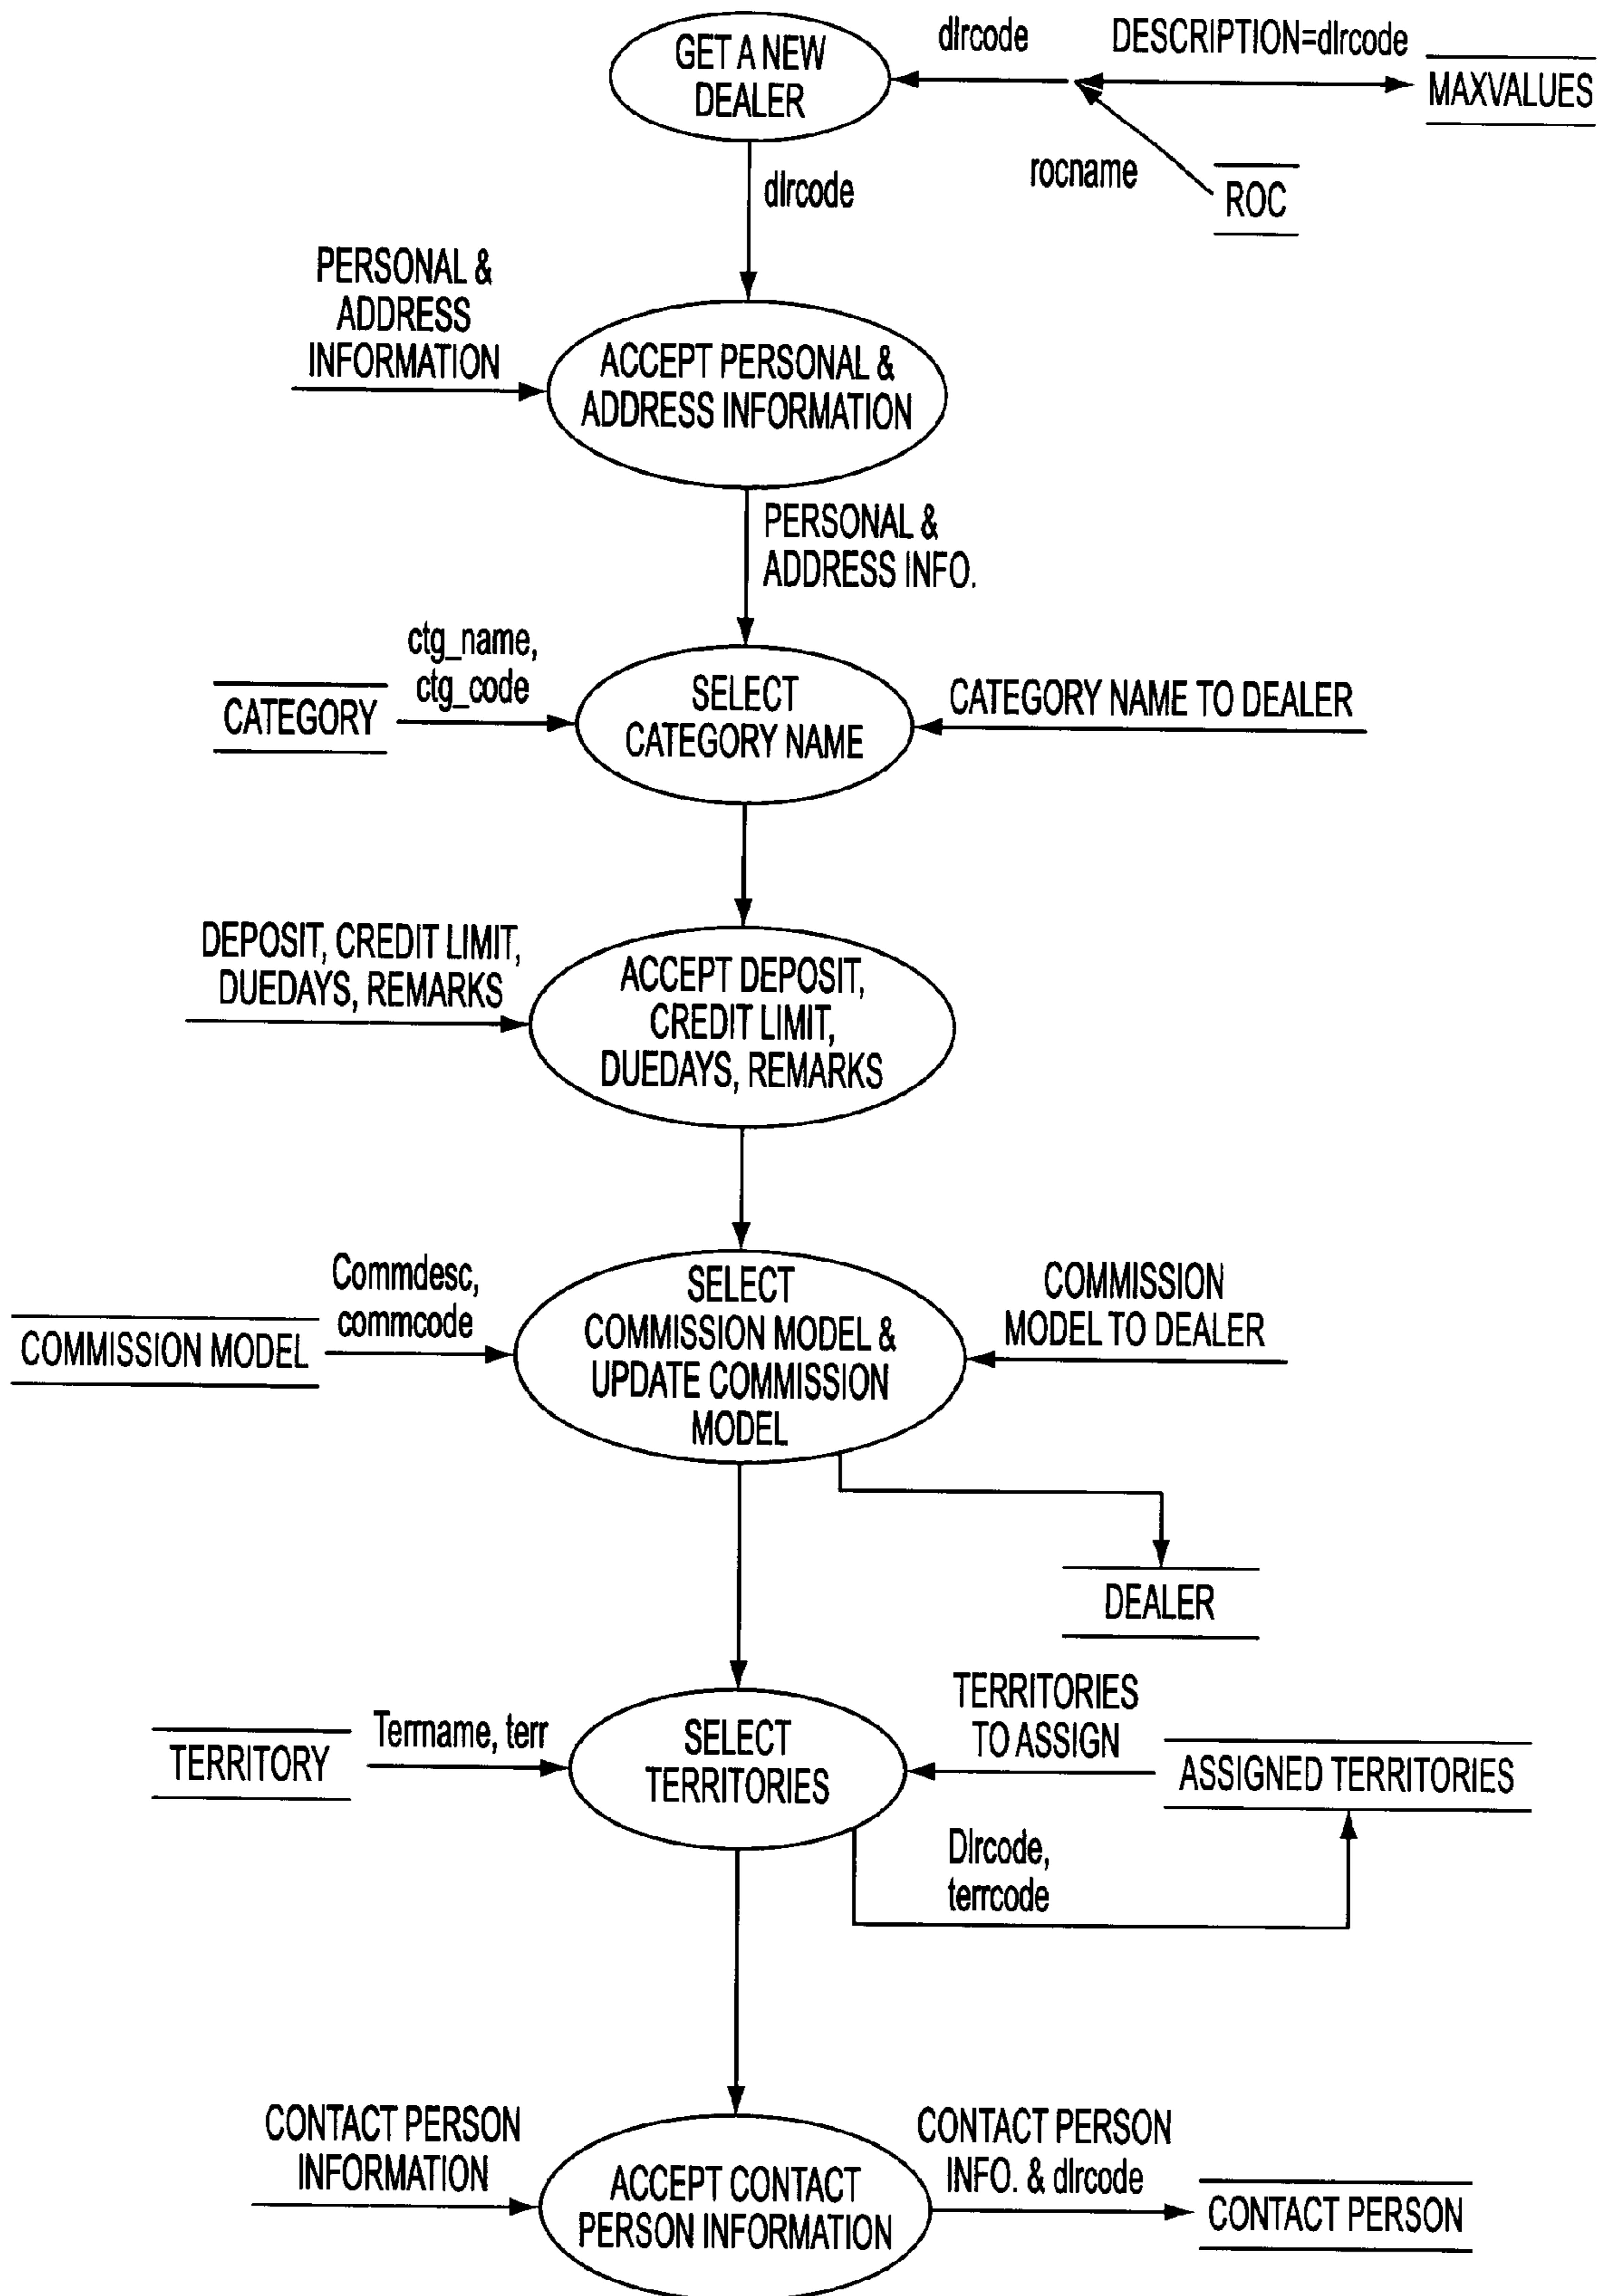 GET A NEW
DEALER
dlrcode
DESCRIPTION=dlrcode
MAXVALUES
rocname
ROC
dlrcode
PERSONAL &
ADDRESS
INFORMATION
ACCEPT PERSONAL &
ADDRESS INFORMATION
PERSONAL &
ADDRESS INFO.
ctg_name,
ctg_code
CATEGORY
SELECT
CATEGORY NAME
CATEGORY NAME TO DEALER
DEPOSIT, CREDIT LIMIT,
DUEDAYS, REMARKS
ACCEPT DEPOSIT,
CREDIT LIMIT,
DUEDAYS, REMARKS
Commdesc,
commcode
COMMISSION MODEL
SELECT
COMMISSION MODEL &
UPDATE COMMISSION
MODEL
COMMISSION
MODEL TO DEALER
DEALER
Terrname, terr
TERRITORY
SELECT
TERRITORIES
TERRITORIES
TO ASSIGN
ASSIGNED TERRITORIES
Dlrcode,
terrcode
CONTACT PERSON
INFORMATION
ACCEPT CONTACT
PERSON INFORMATION
CONTACT PERSON
INFO. & dlrcode
CONTACT PERSON